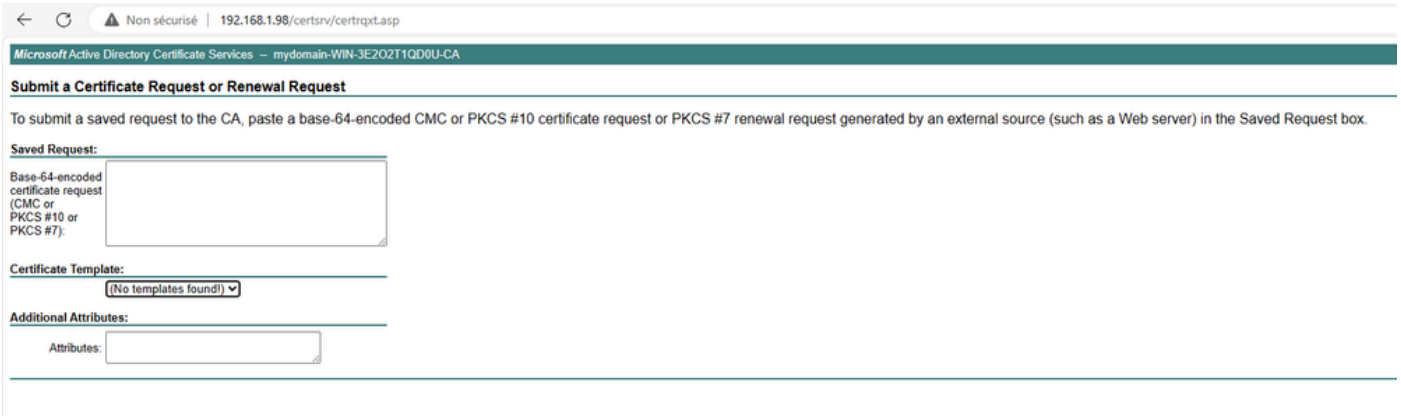 Non sécurisé | 192.168.1.98/certsrv/certrqxt.asp
Microsoft Active Directory Certificate Services -- mydomain-WIN-3E2O2T1QD0U-CA
Submit a Certificate Request or Renewal Request
To submit a saved request to the CA, paste a base-64-encoded CMC or PKCS #10 certificate request or PKCS #7 renewal request generated by an external source (such as a Web server) in the Saved Request box.
Saved Request:
Base-64-encoded
certificate request
(CMC or
PKCS #10 or
PKCS #7):
Certificate Template:
(No templates found!)
Additional Attributes:
Attributes: